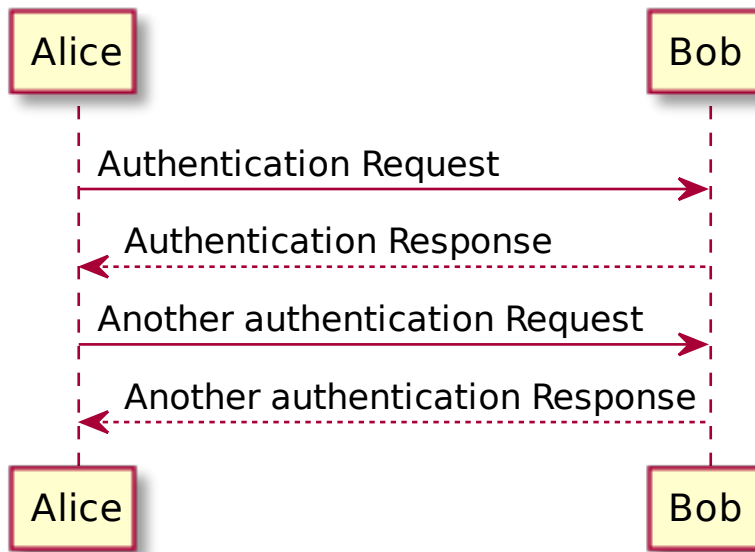 Alice
Bob
Authentication Request
Authentication Response
Another authentication Request
Another authentication Response
Alice
Bob